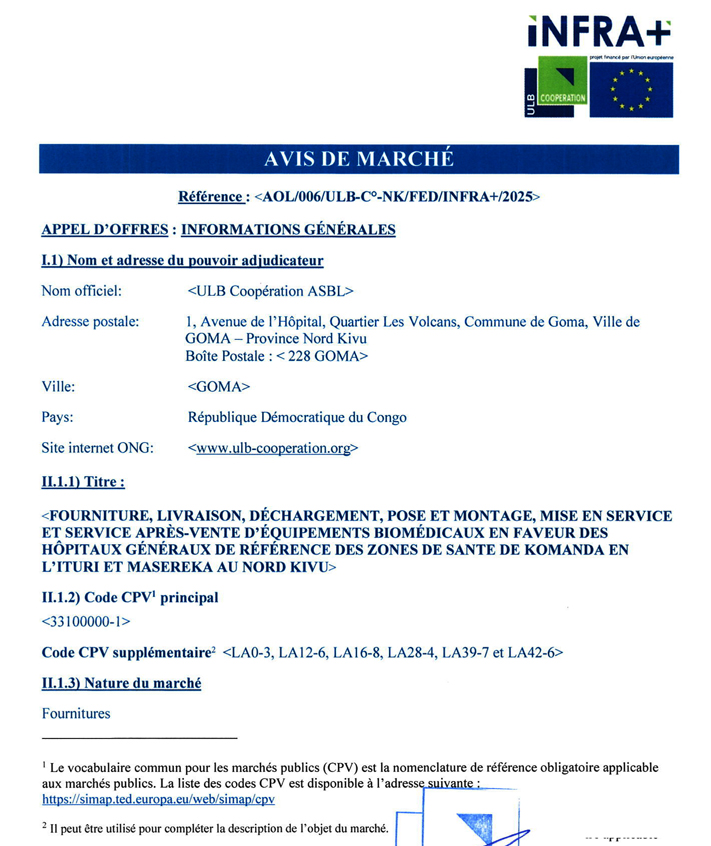 iNFRA+
projet financé par l'Union européenne
ULB
COOPERATION
AVIS DE MARCHÉ
Référence : <AOL/006/ULB-C°-NK/FED/INFRA+/2025>
APPEL D'OFFRES : INFORMATIONS GÉNÉRALES
I.1) Nom et adresse du pouvoir adjudicateur
Nom officiel: <ULB Coopération ASBL>
Adresse postale: 1, Avenue de l'Hôpital, Quartier Les Volcans, Commune de Goma, Ville de
GOMA – Province Nord Kivu
Boîte Postale : < 228 GOMA>
Ville: <GOMA>
Pays: République Démocratique du Congo
Site internet ONG: <www.ulb-cooperation.org>
II.1.1) Titre :
<FOURNITURE, LIVRAISON, DÉCHARGEMENT, POSE ET MONTAGE, MISE EN SERVICE
ET SERVICE APRÈS-VENTE D'ÉQUIPEMENTS BIOMÉDICAUX EN FAVEUR DES
HÔPITAUX GÉNÉRAUX DE RÉFÉRENCE DES ZONES DE SANTE DE KOMANDA EN
L'ITURI ET MASEREKA AU NORD KIVU>
II.1.2) Code CPV¹ principal
<33100000-1>
Code CPV supplémentaire² <LA0-3, LA12-6, LA16-8, LA28-4, LA39-7 et LA42-6>
II.1.3) Nature du marché
Fournitures
¹ Le vocabulaire commun pour les marchés publics (CPV) est la nomenclature de référence obligatoire applicable
aux marchés publics. La liste des codes CPV est disponible à l'adresse suivante :
https://simap.ted.europa.eu/web/simap/cpv
² Il peut être utilisé pour compléter la description de l'objet du marché.